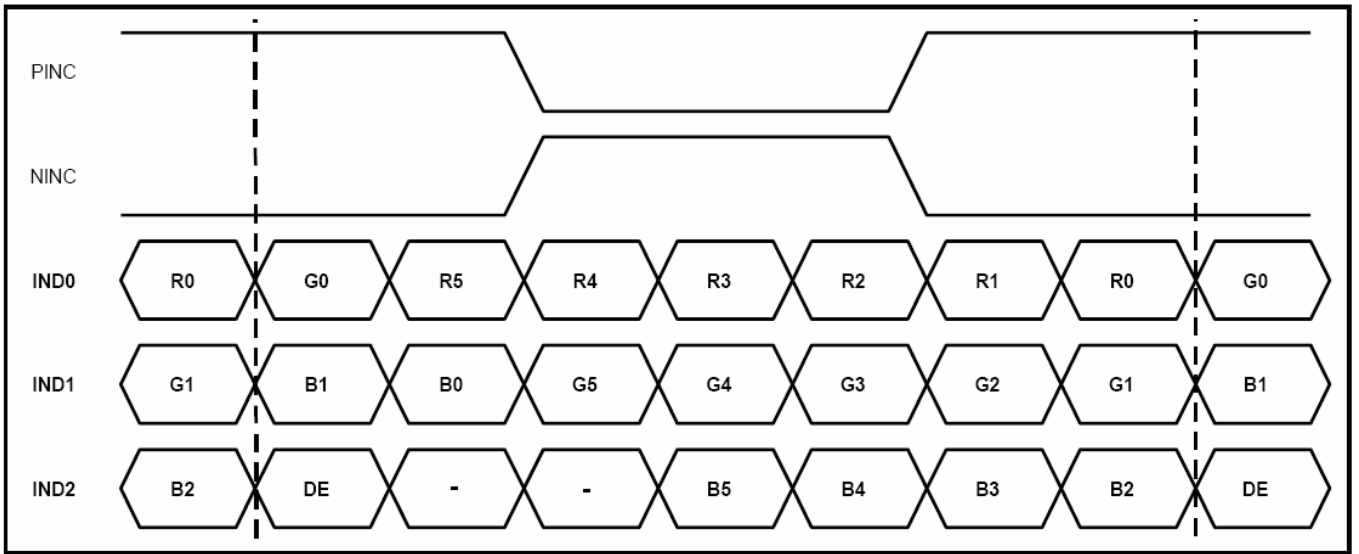 PINC
NINC
IND0 R0 G0 R5 R4 R3 R2 R1 R0 G0
IND1 G1 B1 B0 G5 G4 G3 G2 G1 B1
IND2 B2 DE - - B5 B4 B3 B2 DE